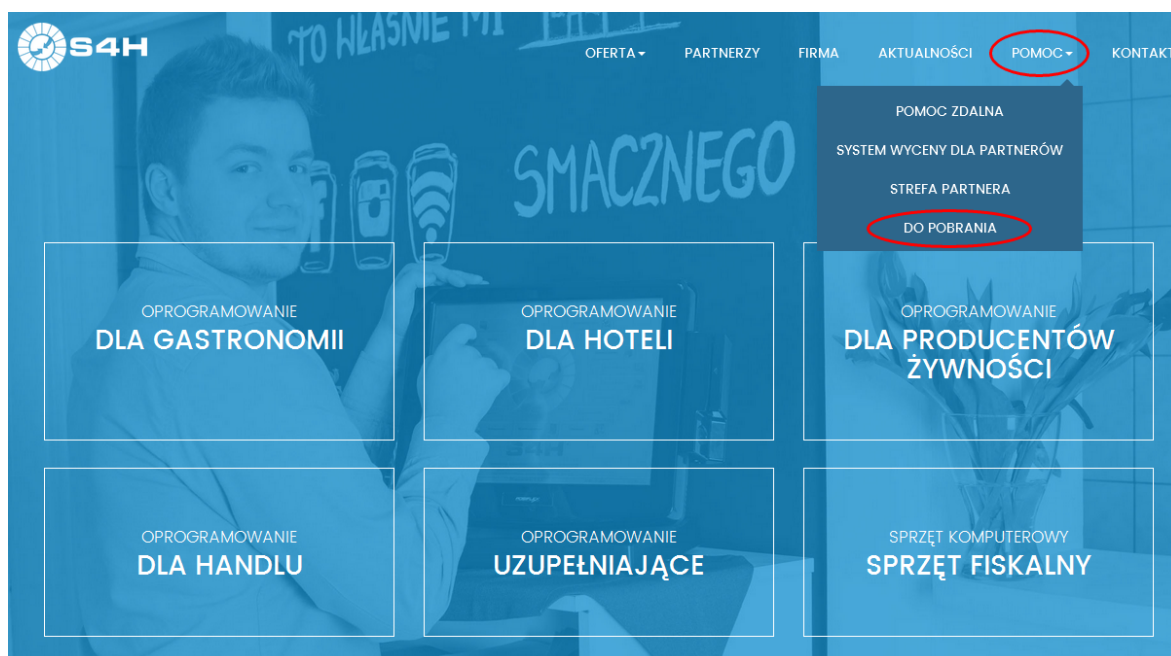 TO WŁAŚNIE MY
S4H
OFERTA
PARTNERZY
FIRMA
AKTUALNOŚCI
POMOC
KONTAKT
POMOC ZDALNA
SYSTEM WYCENY DLA PARTNERÓW
STREFA PARTNERA
DO POBRANIA
SMACZNEGO
OPROGRAMOWANIE
DLA GASTRONOMII
OPROGRAMOWANIE
DLA HOTELI
OPROGRAMOWANIE
DLA PRODUCENTÓW
ŻYWNOŚCI
S4H
OPROGRAMOWANIE
DLA HANDLU
OPROGRAMOWANIE
UZUPEŁNIAJĄCE
SPRZĘT KOMPUTEROWY
SPRZĘT FISKALNY